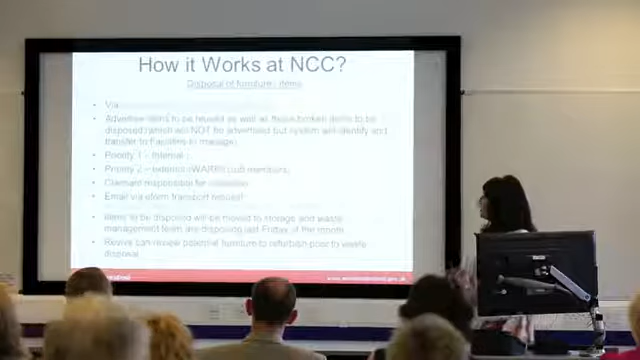 How it Works at NCC?
Disposal of furniture / items
• Via
• Advertise items to be reused as well as those broken items to be
disposed (which will NOT be advertised but system will identify and
transfer to Facilities to manage)
• Priority 1 – Internal
• Priority 2 – external (WARPit club members)
• Claimant responsible for
• Email via eform transport request
• Items to be disposed will be moved to storage and waste
management team are disposing last Friday of the month
• Revive can review potential furniture to refurbish prior to waste
disposal